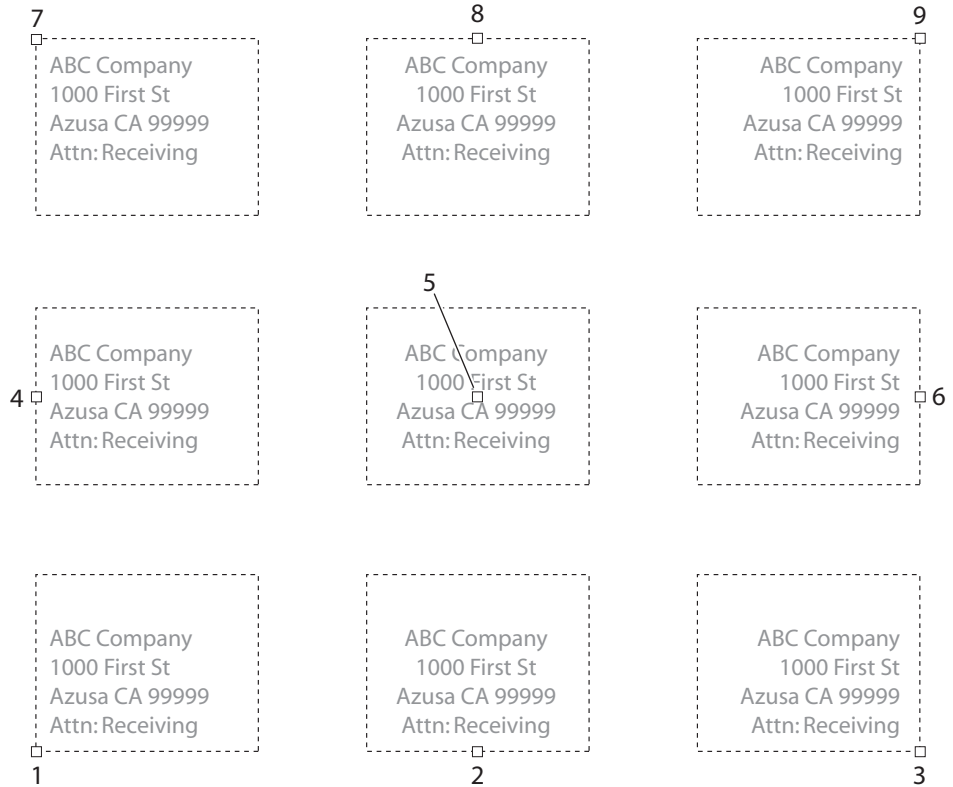 7
8
9
ABC Company
1000 First St
Azusa CA 99999
Attn: Receiving
ABC Company
1000 First St
Azusa CA 99999
Attn: Receiving
ABC Company
1000 First St
Azusa CA 99999
Attn: Receiving
4
ABC Company
1000 First St
Azusa CA 99999
Attn: Receiving
5
ABC Company
1000 First St
Azusa CA 99999
Attn: Receiving
ABC Company
1000 First St
Azusa CA 99999
Attn: Receiving
6
ABC Company
1000 First St
Azusa CA 99999
Attn: Receiving
ABC Company
1000 First St
Azusa CA 99999
Attn: Receiving
ABC Company
1000 First St
Azusa CA 99999
Attn: Receiving
1
2
3